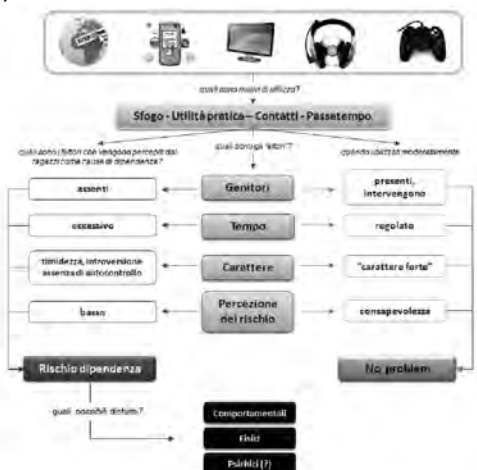 quali sono i motivi di utilizzo?
Sfogo - Utilità pratica – Contatti - Passatempo
quali sono i fattori che vengono percepiti dai
ragazzi come cause di dipendenza?
quali sono gli fattori"?
quando utilizzo moderatamente
assenti
Genitori
presenti,
intervengono
eccessivo
Tempo
regolato
timidezza, introversione
assenza di autocontrollo
Carattere
"carattere forte"
basso
Percezione
del rischio
consapevolezza
Rischio dipendenza
No problem
quali possibili disturbi?
Comportamentali
Fisici
Psichici (?)